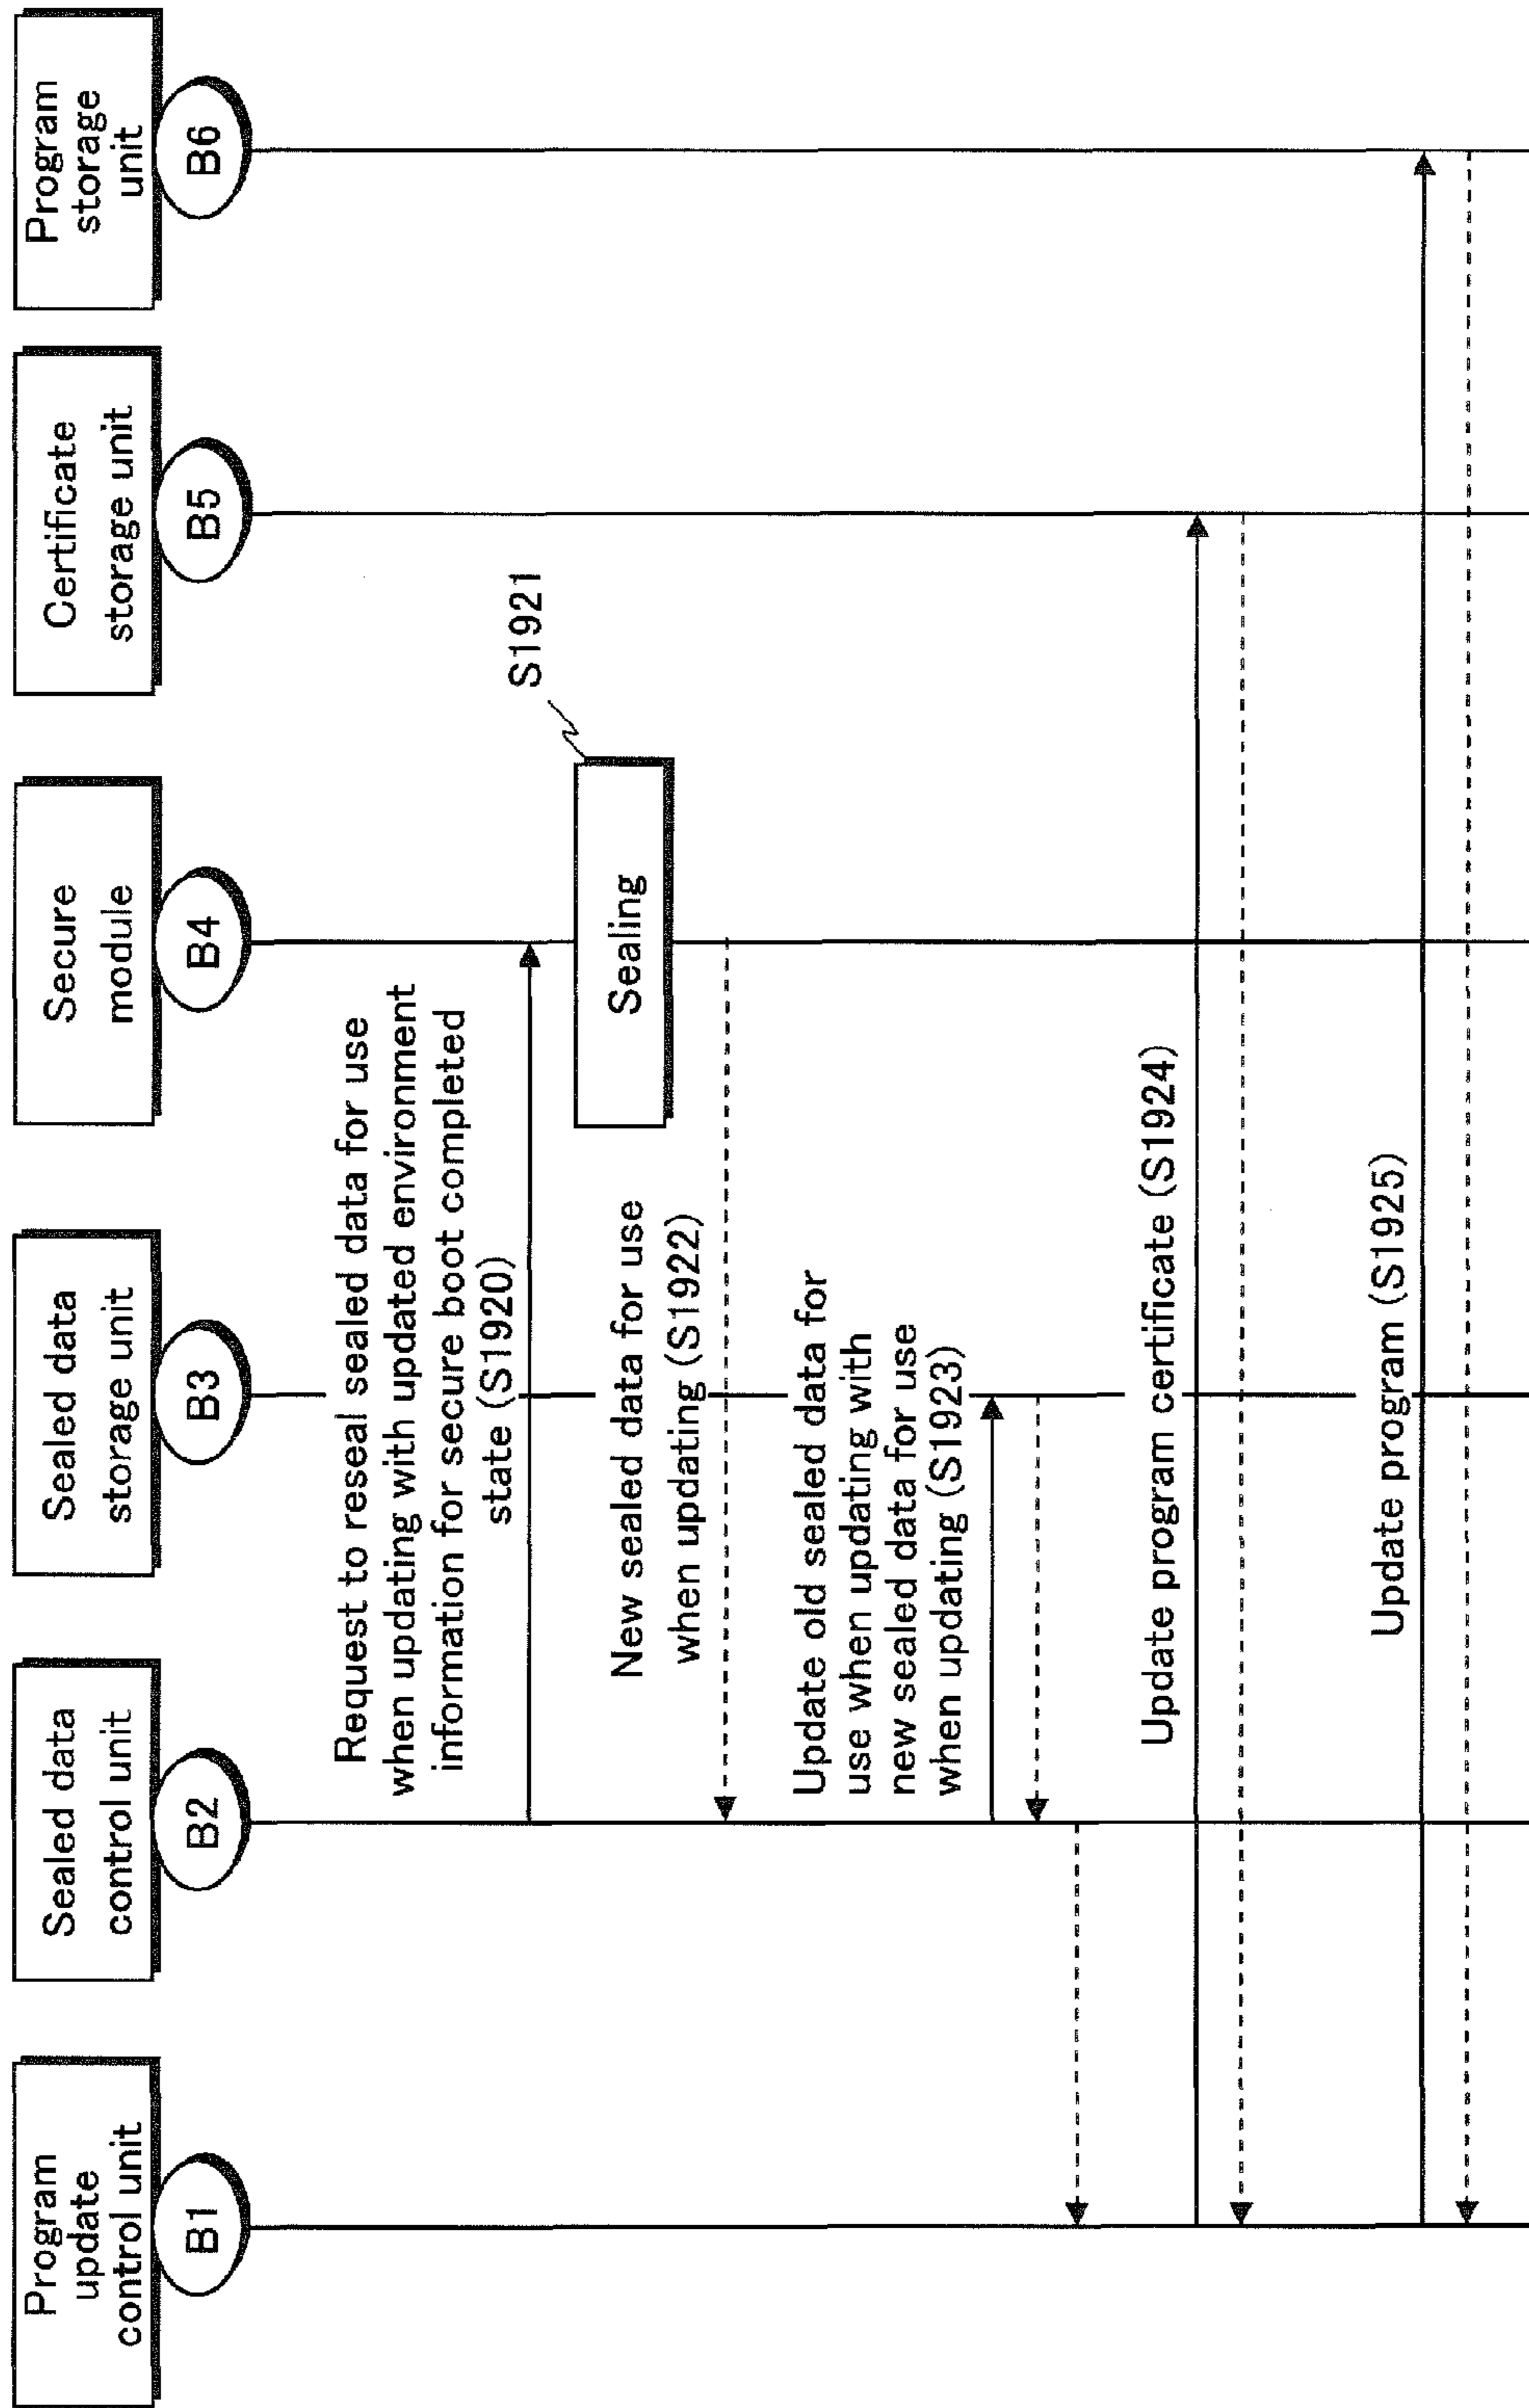 Program
update
control unit
B1
Sealed data
control unit
B2
Sealed data
storage unit
B3
Secure
module
B4
Certificate
storage unit
B5
Program
storage
unit
B6
Request to reseal sealed data for use
when updating with updated environment
information for secure boot completed
state (S1920)
Sealing
S1921
New sealed data for use
when updating (S1922)
Update old sealed data for
use when updating with
new sealed data for use
when updating (S1923)
Update program certificate (S1924)
Update program (S1925)